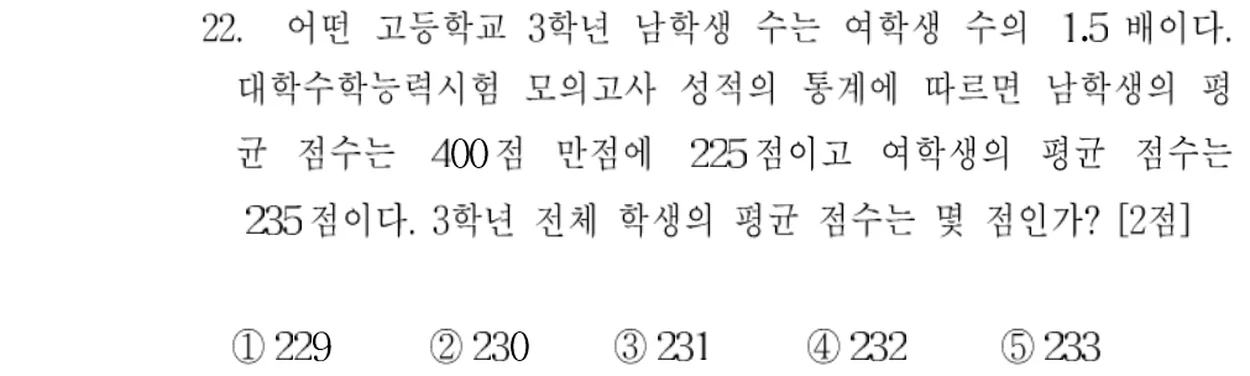 22. 어떤 고등학교 3학년 남학생 수는 여학생 수의 1.5 배이다.
대학수학능력시험 모의고사 성적의 통계에 따르면 남학생의 평
균 점수는 400점 만점에 225점이고 여학생의 평균 점수는
235점이다. 3학년 전체 학생의 평균 점수는 몇 점인가? [2점]
① 229 ② 230 ③ 231 ④ 232 ⑤ 233